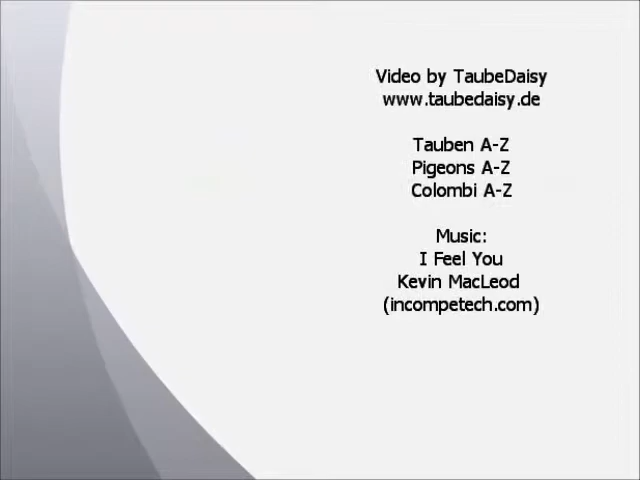 Video by TaubeDaisy
www.taubedaisy.de
Tauben A-Z
Pigeons A-Z
Colombi A-Z
Music:
I Feel You
Kevin MacLeod
(incompetech.com)